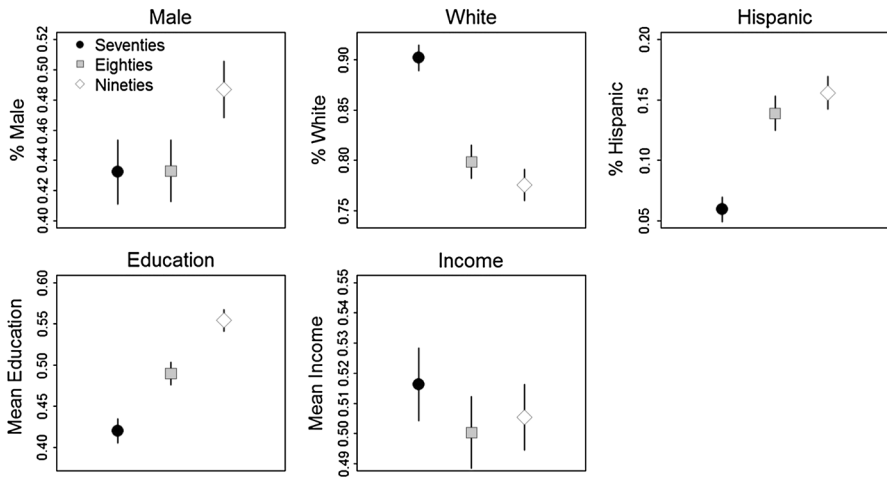 Male
% Male
0.52
0.50
0.48
0.46
0.44
0.42
0.40
Seventies
Eighties
Nineties
White
% White
0.90
0.85
0.80
0.75
Hispanic
% Hispanic
0.20
0.15
0.10
0.05
Education
Mean Education
0.60
0.55
0.50
0.45
0.40
Income
Mean Income
0.55
0.54
0.53
0.52
0.51
0.50
0.49